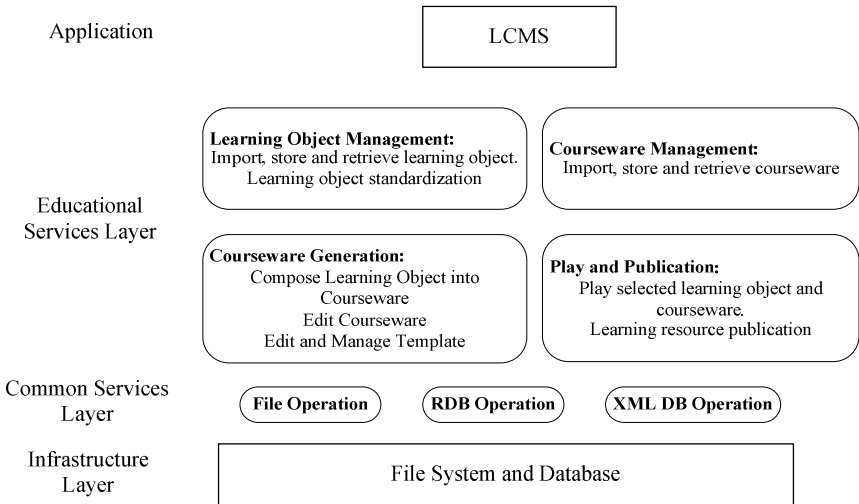 Application
LCMS
Educational
Services Layer
Learning Object Management:
Import, store and retrieve learning object.
Learning object standardization
Courseware Management:
Import, store and retrieve courseware
Courseware Generation:
Compose Learning Object into
Courseware
Edit Courseware
Edit and Manage Template
Play and Publication:
Play selected learning object and
courseware.
Learning resource publication
Common Services
Layer
File Operation
RDB Operation
XML DB Operation
Infrastructure
Layer
File System and Database